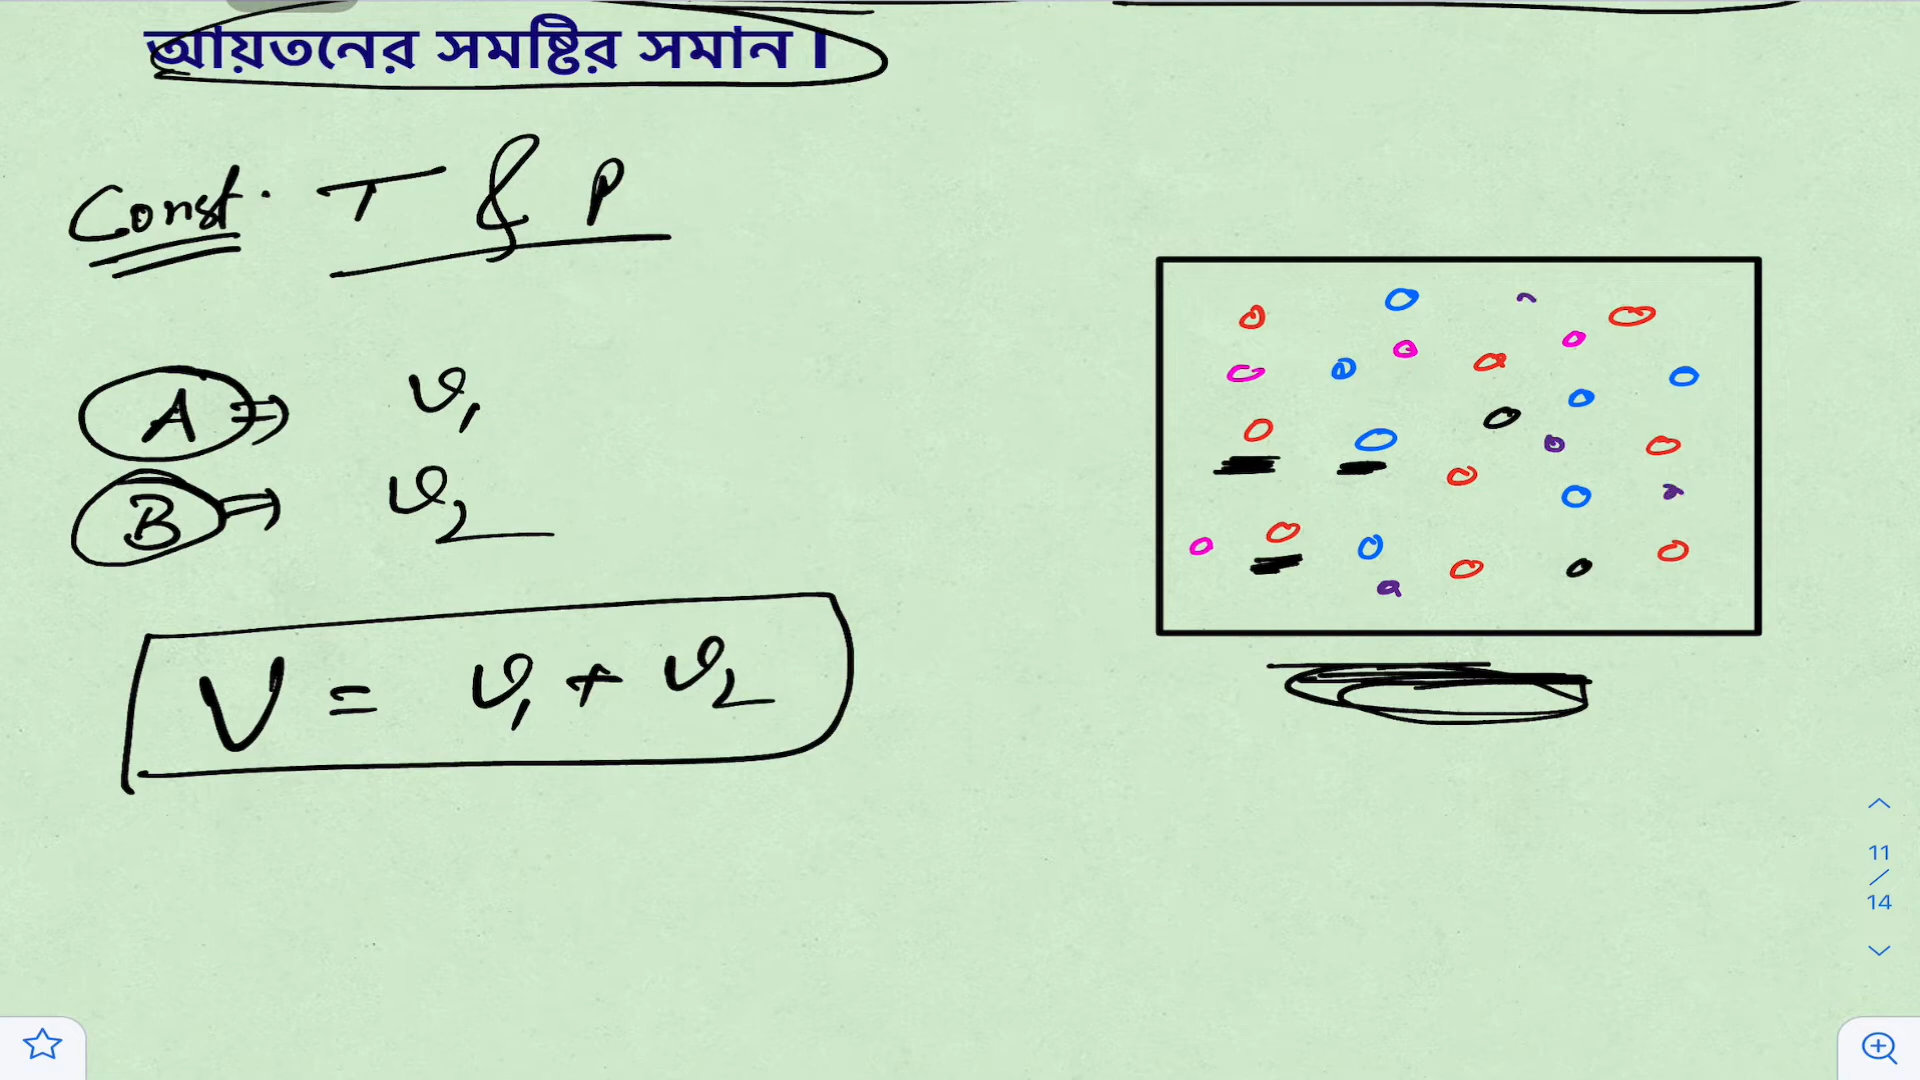 আয়তনের সমষ্টির সমান ।
Const. T & P
A ⇒ v₁
B ⇒ v₂
V = v₁ + v₂
11
/
14